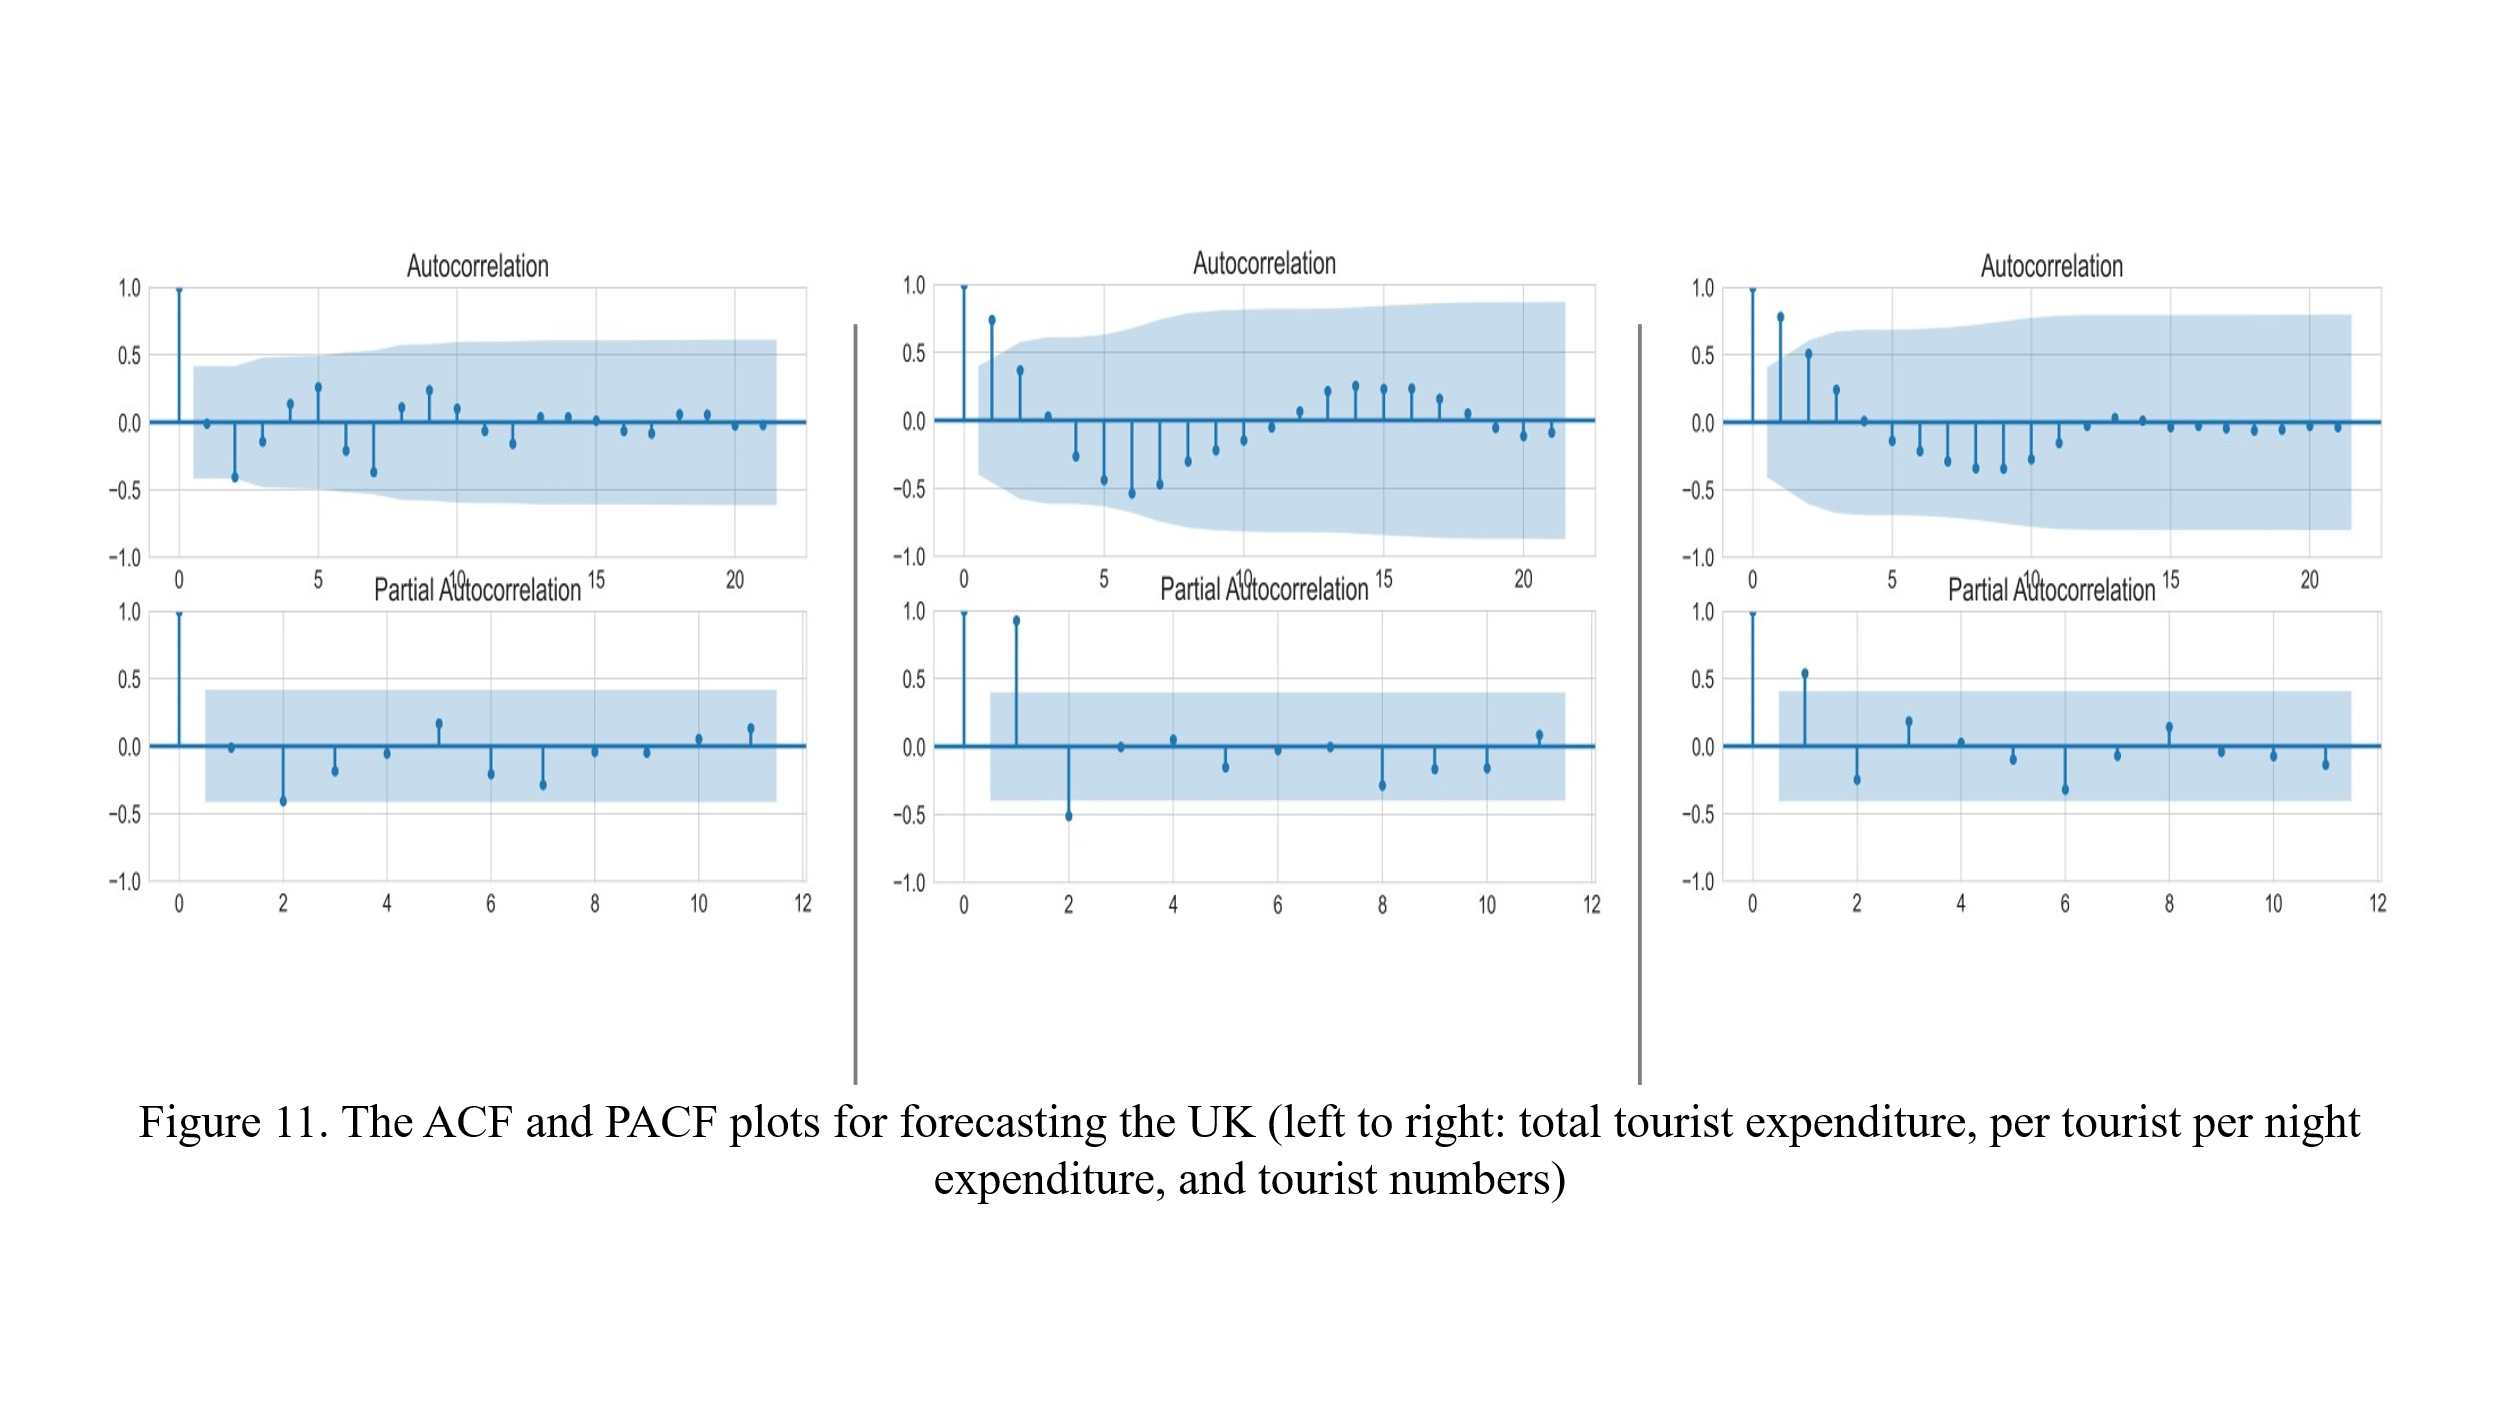 Autocorrelation
1.0
0.5
0.0
−0.5
−1.0
0 5 10 15 20
Partial Autocorrelation
1.0
0.5
0.0
−0.5
−1.0
0 2 4 6 8 10 12
Autocorrelation
1.0
0.5
0.0
−0.5
−1.0
0 5 10 15 20
Partial Autocorrelation
1.0
0.5
0.0
−0.5
−1.0
0 2 4 6 8 10 12
Autocorrelation
1.0
0.5
0.0
−0.5
−1.0
0 5 10 15 20
Partial Autocorrelation
1.0
0.5
0.0
−0.5
−1.0
0 2 4 6 8 10 12
Figure 11. The ACF and PACF plots for forecasting the UK (left to right: total tourist expenditure, per tourist per night
expenditure, and tourist numbers)